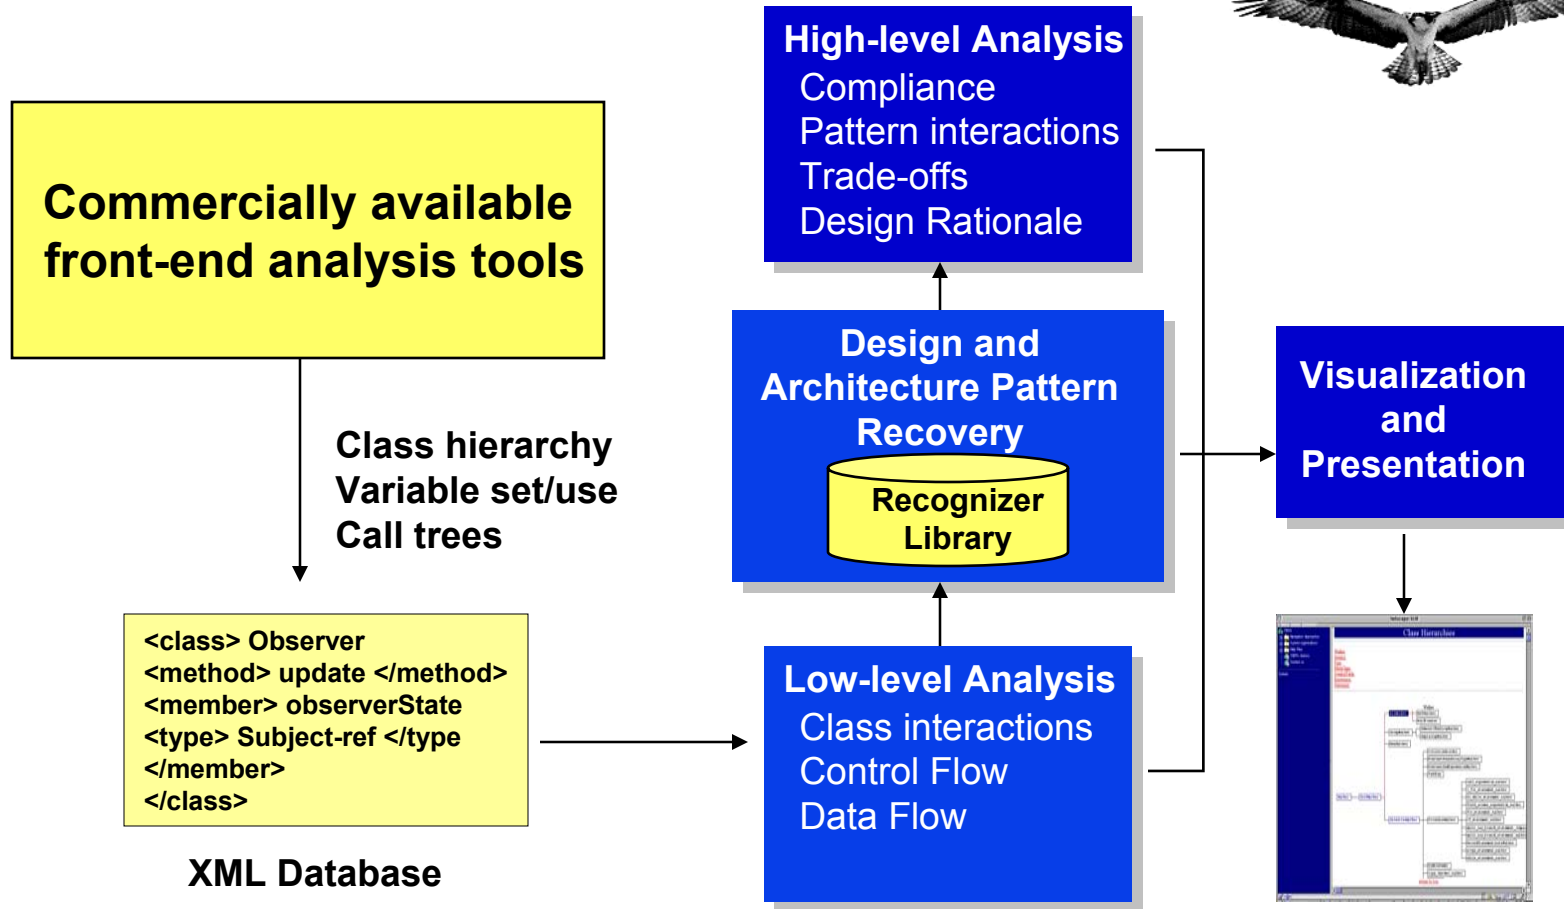 Commercially available
front-end analysis tools
Class hierarchy
Variable set/use
Call trees
<class> Observer
<method> update </method>
<member> observerState
<type> Subject-ref </type
</member>
</class>
XML Database
High-level Analysis
Compliance
Pattern interactions
Trade-offs
Design Rationale
Design and
Architecture Pattern
Recovery
Recognizer
Library
Low-level Analysis
Class interactions
Control Flow
Data Flow
Visualization
and
Presentation
Class Hierarchies